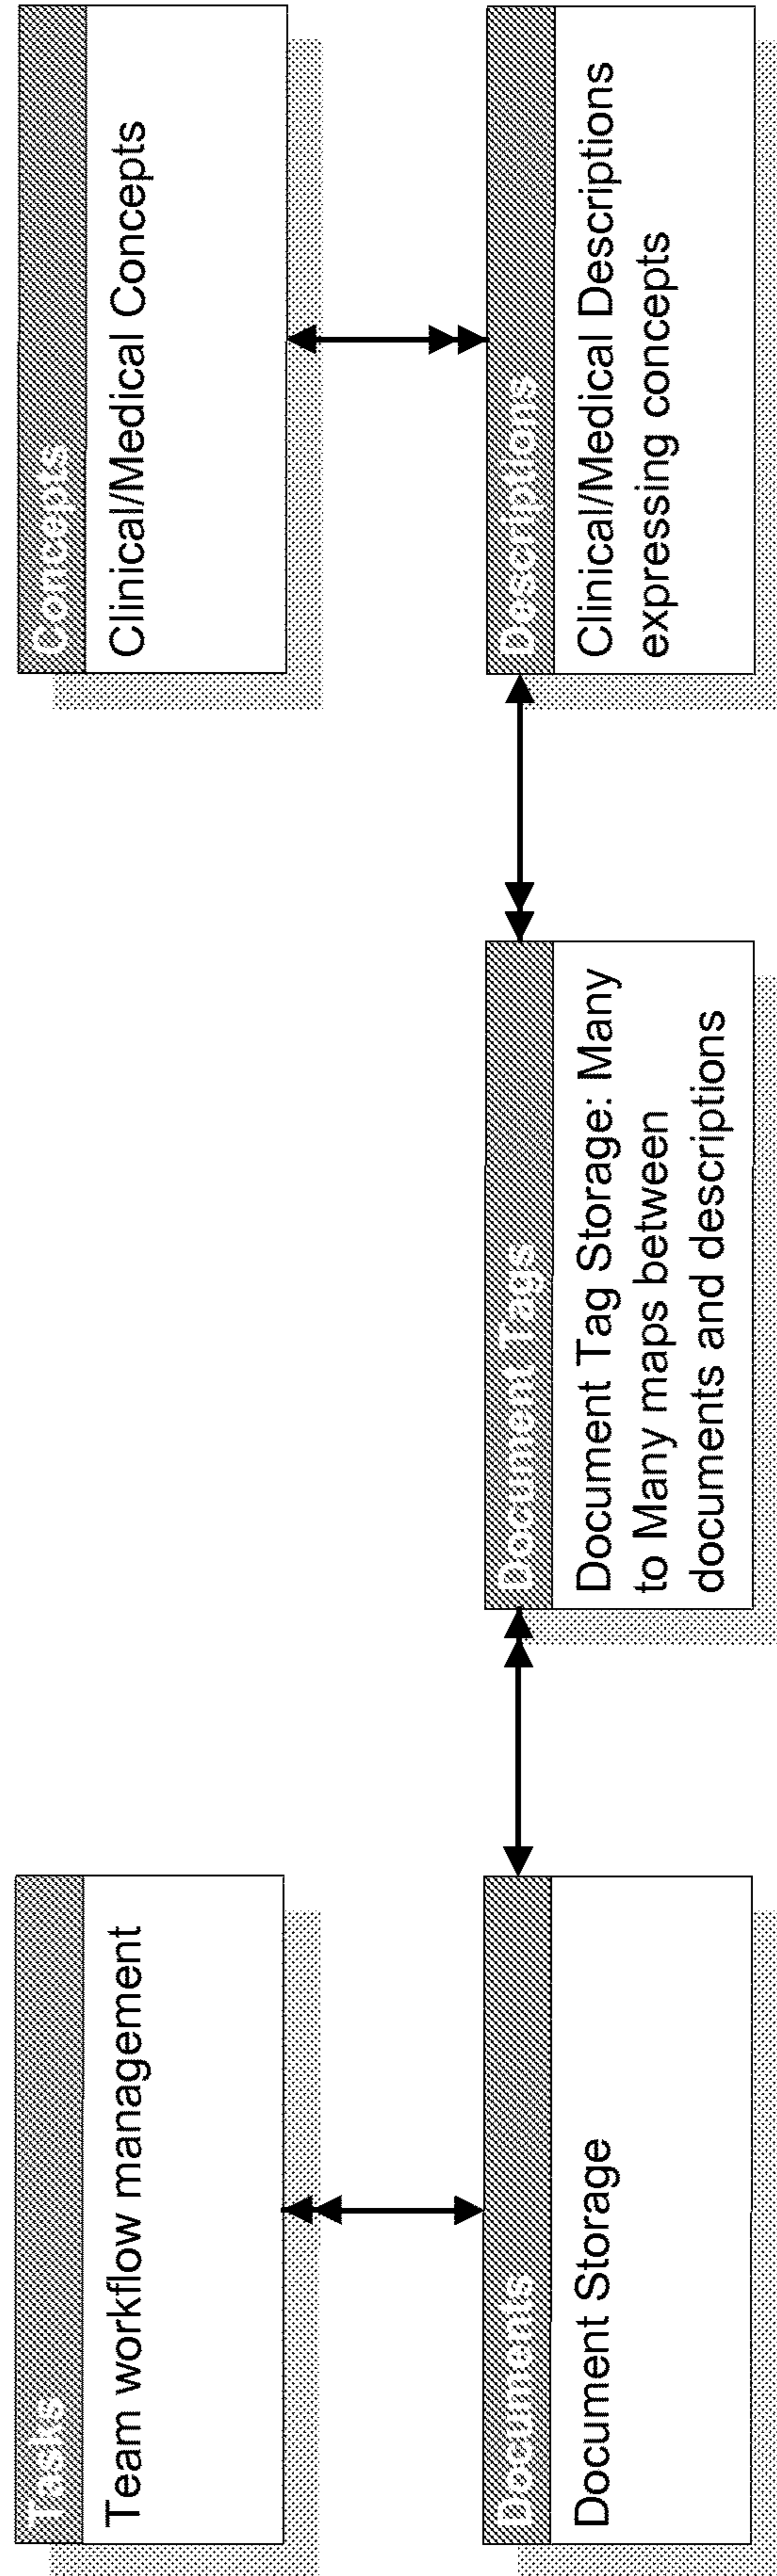 Tasks
Team workflow management
Concepts
Clinical/Medical Concepts
Documents
Document Storage
Document Tags
Document Tag Storage: Many
to Many maps between
documents and descriptions
Descriptions
Clinical/Medical Descriptions
expressing concepts